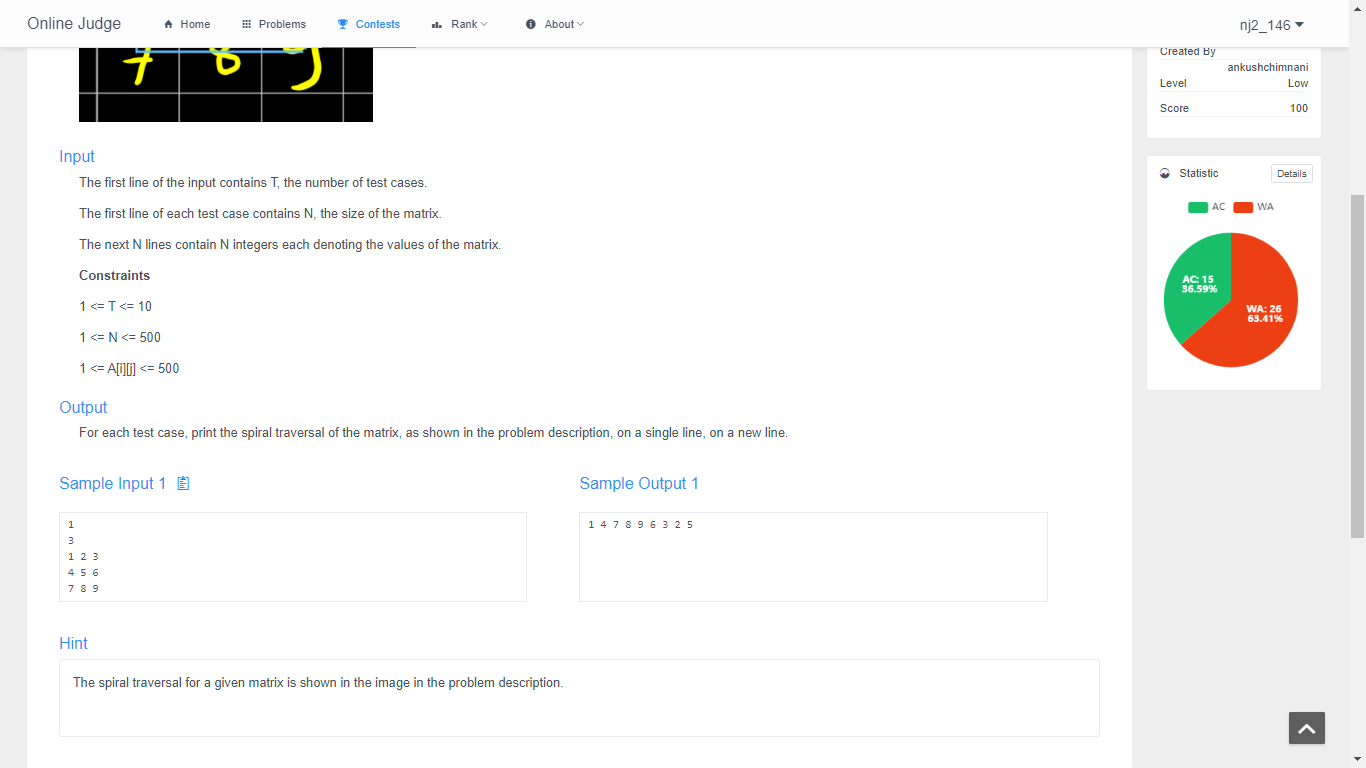 Online Judge Home Problems Contests Rank About nj2_146
7 8 9
Created By
ankushchimnani
Level Low
Score 100
Input
The first line of the input contains T, the number of test cases.
The first line of each test case contains N, the size of the matrix.
The next N lines contain N integers each denoting the values of the matrix.
Constraints
1 <= T <= 10
1 <= N <= 500
1 <= A[i][j] <= 500
Output
For each test case, print the spiral traversal of the matrix, as shown in the problem description, on a single line, on a new line.
Sample Input 1
1
3
1 2 3
4 5 6
7 8 9
Sample Output 1
1 4 7 8 9 6 3 2 5
Hint
The spiral traversal for a given matrix is shown in the image in the problem description.
Statistic Details
AC WA
AC: 15
36.59%
WA: 26
63.41%